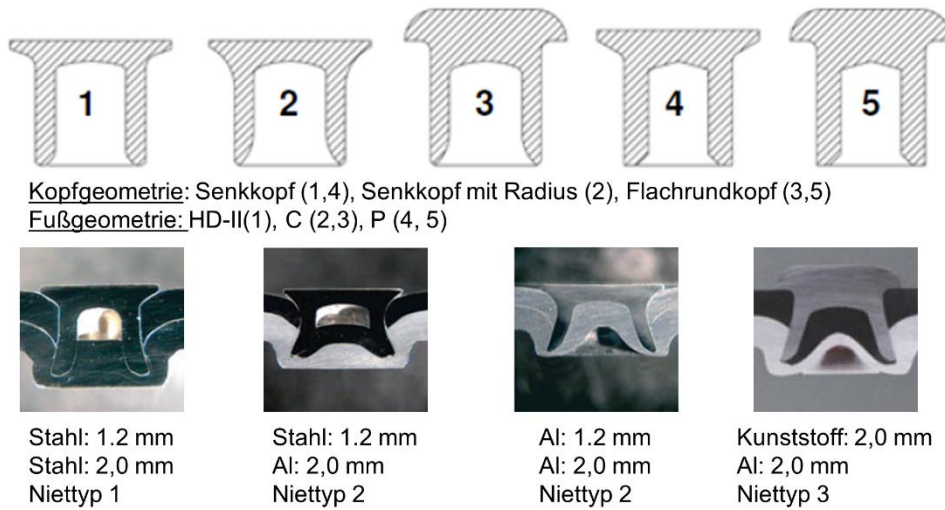 1 2 3 4 5
Kopfgeometrie: Senkkopf (1,4), Senkkopf mit Radius (2), Flachrundkopf (3,5)
Fußgeometrie: HD-II(1), C (2,3), P (4, 5)
Stahl: 1.2 mm
Stahl: 2,0 mm
Niettyp 1
Stahl: 1.2 mm
Al: 2,0 mm
Niettyp 2
Al: 1.2 mm
Al: 2,0 mm
Niettyp 2
Kunststoff: 2,0 mm
Al: 2,0 mm
Niettyp 3